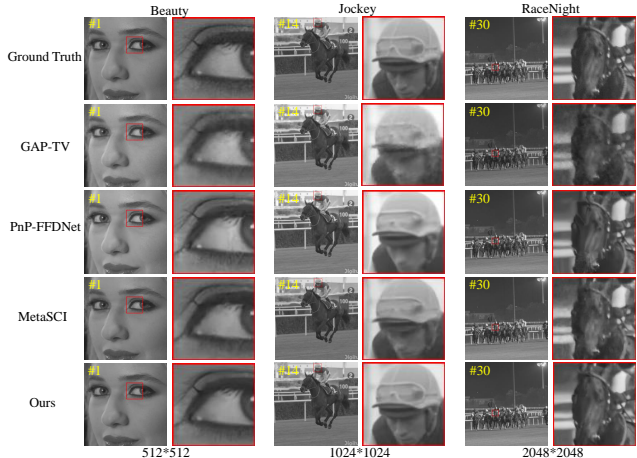 Beauty Jockey RaceNight
Ground Truth #1 #14 #30
GAP-TV #1 #14 #30
PnP-FFDNet #1 #14 #30
MetaSCI #1 #14 #30
Ours #1 #14 #30
512*512 1024*1024 2048*2048